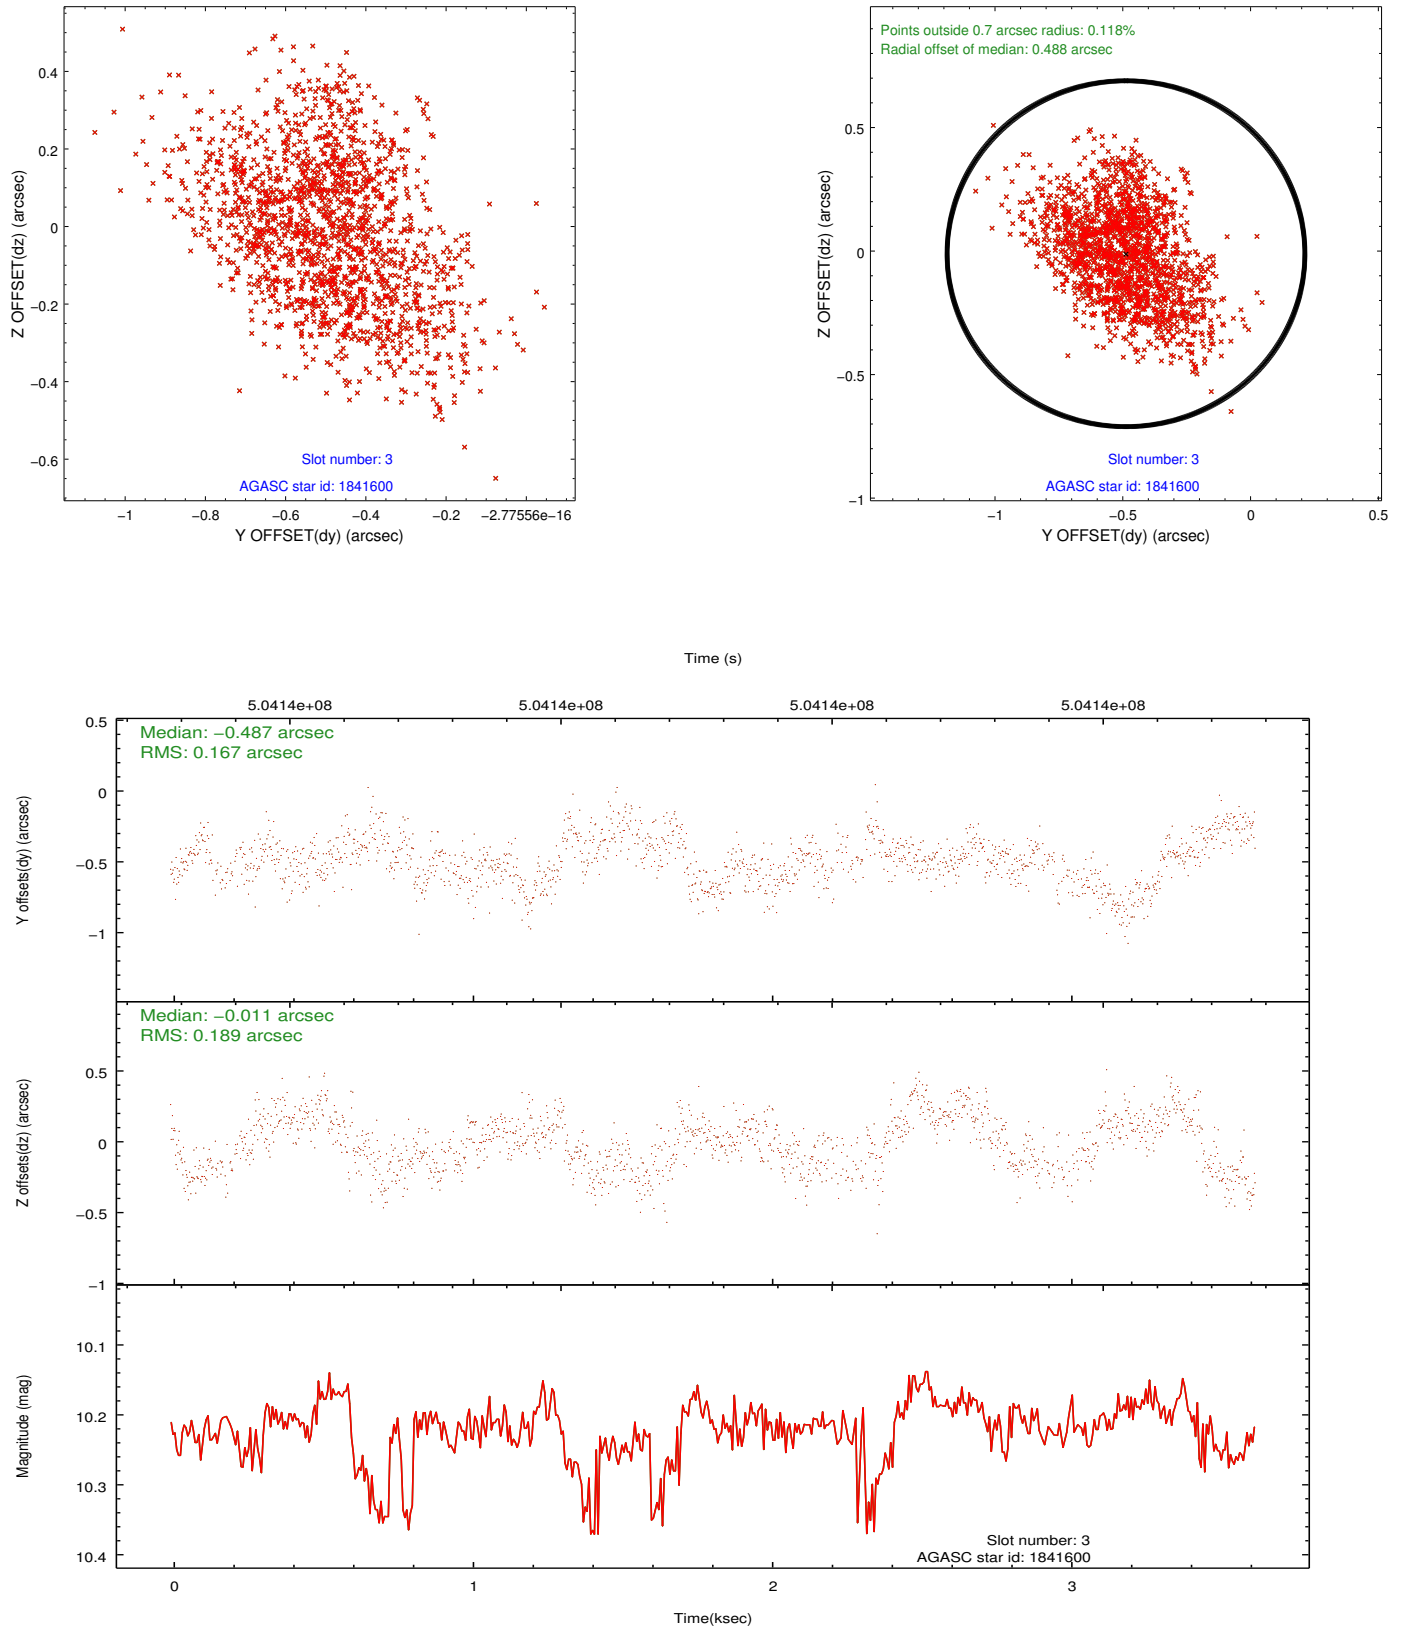 0.4
0.2
0
−0.2
−0.4
−0.6
Z OFFSET(dz) (arcsec)
Slot number: 3
AGASC star id: 1841600
−1 −0.8 −0.6 −0.4 −0.2 −2.77556e−16
Y OFFSET(dy) (arcsec)
Points outside 0.7 arcsec radius: 0.118%
Radial offset of median: 0.488 arcsec
0.5
0
−0.5
−1
Z OFFSET(dz) (arcsec)
Slot number: 3
AGASC star id: 1841600
−1 −0.5 0 0.5
Y OFFSET(dy) (arcsec)
Time (s)
5.0414e+08 5.0414e+08 5.0414e+08 5.0414e+08
Median: −0.487 arcsec
RMS: 0.167 arcsec
0.5
0
−0.5
−1
Y offsets(dy) (arcsec)
Median: −0.011 arcsec
RMS: 0.189 arcsec
0.5
0
−0.5
−1
Z offsets(dz) (arcsec)
10.1
10.2
10.3
10.4
Magnitude (mag)
Slot number: 3
AGASC star id: 1841600
0 1 2 3
Time(ksec)